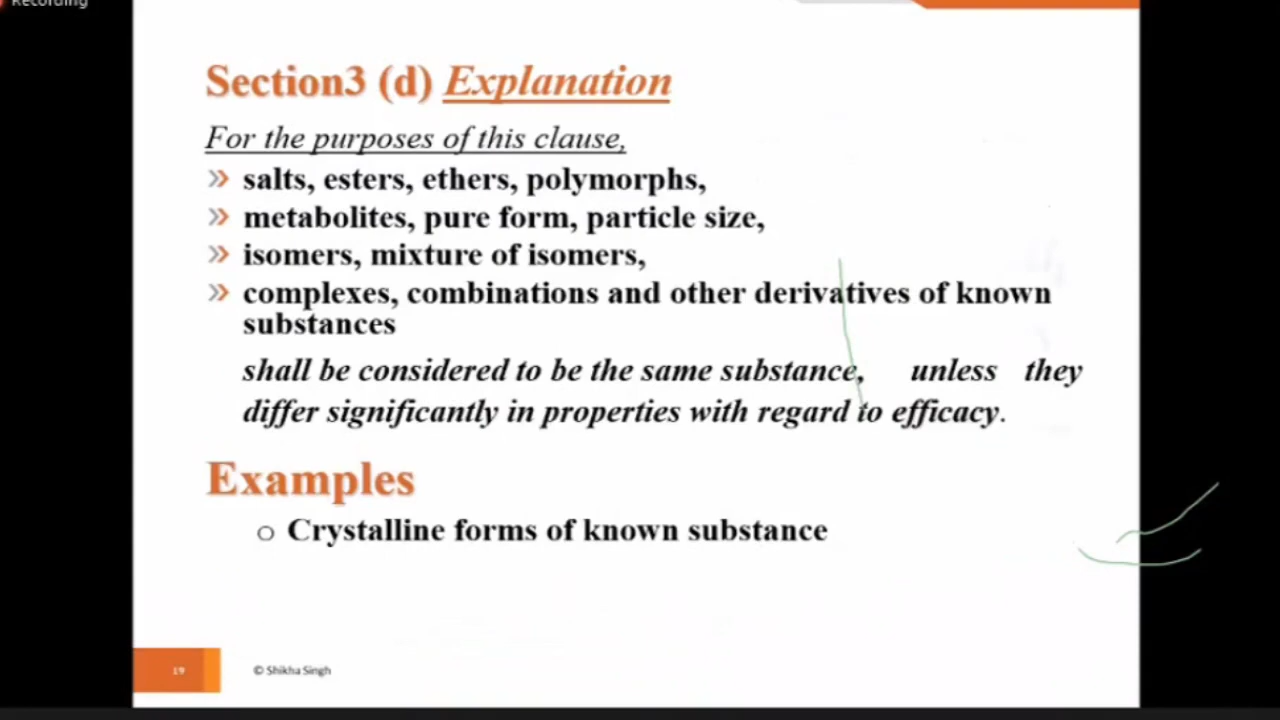 Recording
Section3 (d) Explanation
For the purposes of this clause,
» salts, esters, ethers, polymorphs,
» metabolites, pure form, particle size,
» isomers, mixture of isomers,
» complexes, combinations and other derivatives of known
substances
shall be considered to be the same substance, unless they
differ significantly in properties with regard to efficacy.
Examples
o Crystalline forms of known substance
19
© Shikha Singh